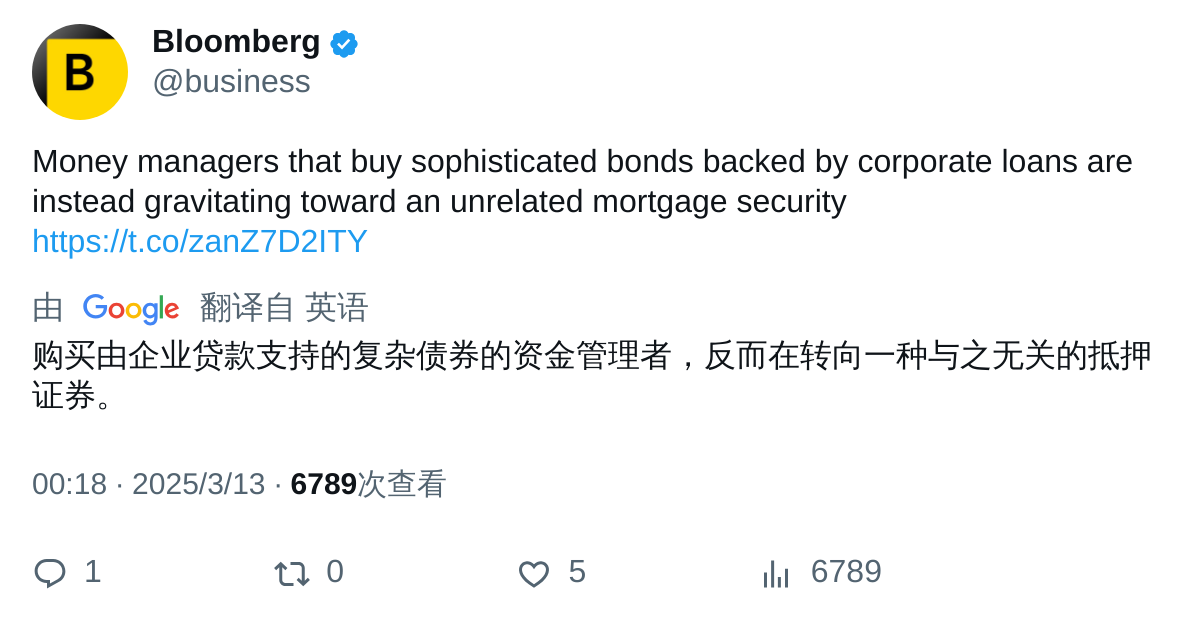 B
Bloomberg
@business
Money managers that buy sophisticated bonds backed by corporate loans are
instead gravitating toward an unrelated mortgage security
https://t.co/zanZ7D2ITY
由 Google 翻译自 英语
购买由企业贷款支持的复杂债券的资金管理者，反而在转向一种与之无关的抵押
证券。
00:18 · 2025/3/13 · 6789次查看
1 0 5 6789